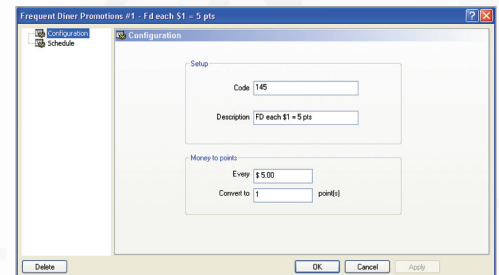 Frequent Diner Promotions #1 - Fd each $1 = 5 pts
Configuration
Schedule
Configuration
Setup
Code 145
Description FD each $1 = 5 pts
Money to points
Every $ 5.00
Convert to 1 point(s)
Delete OK Cancel Apply